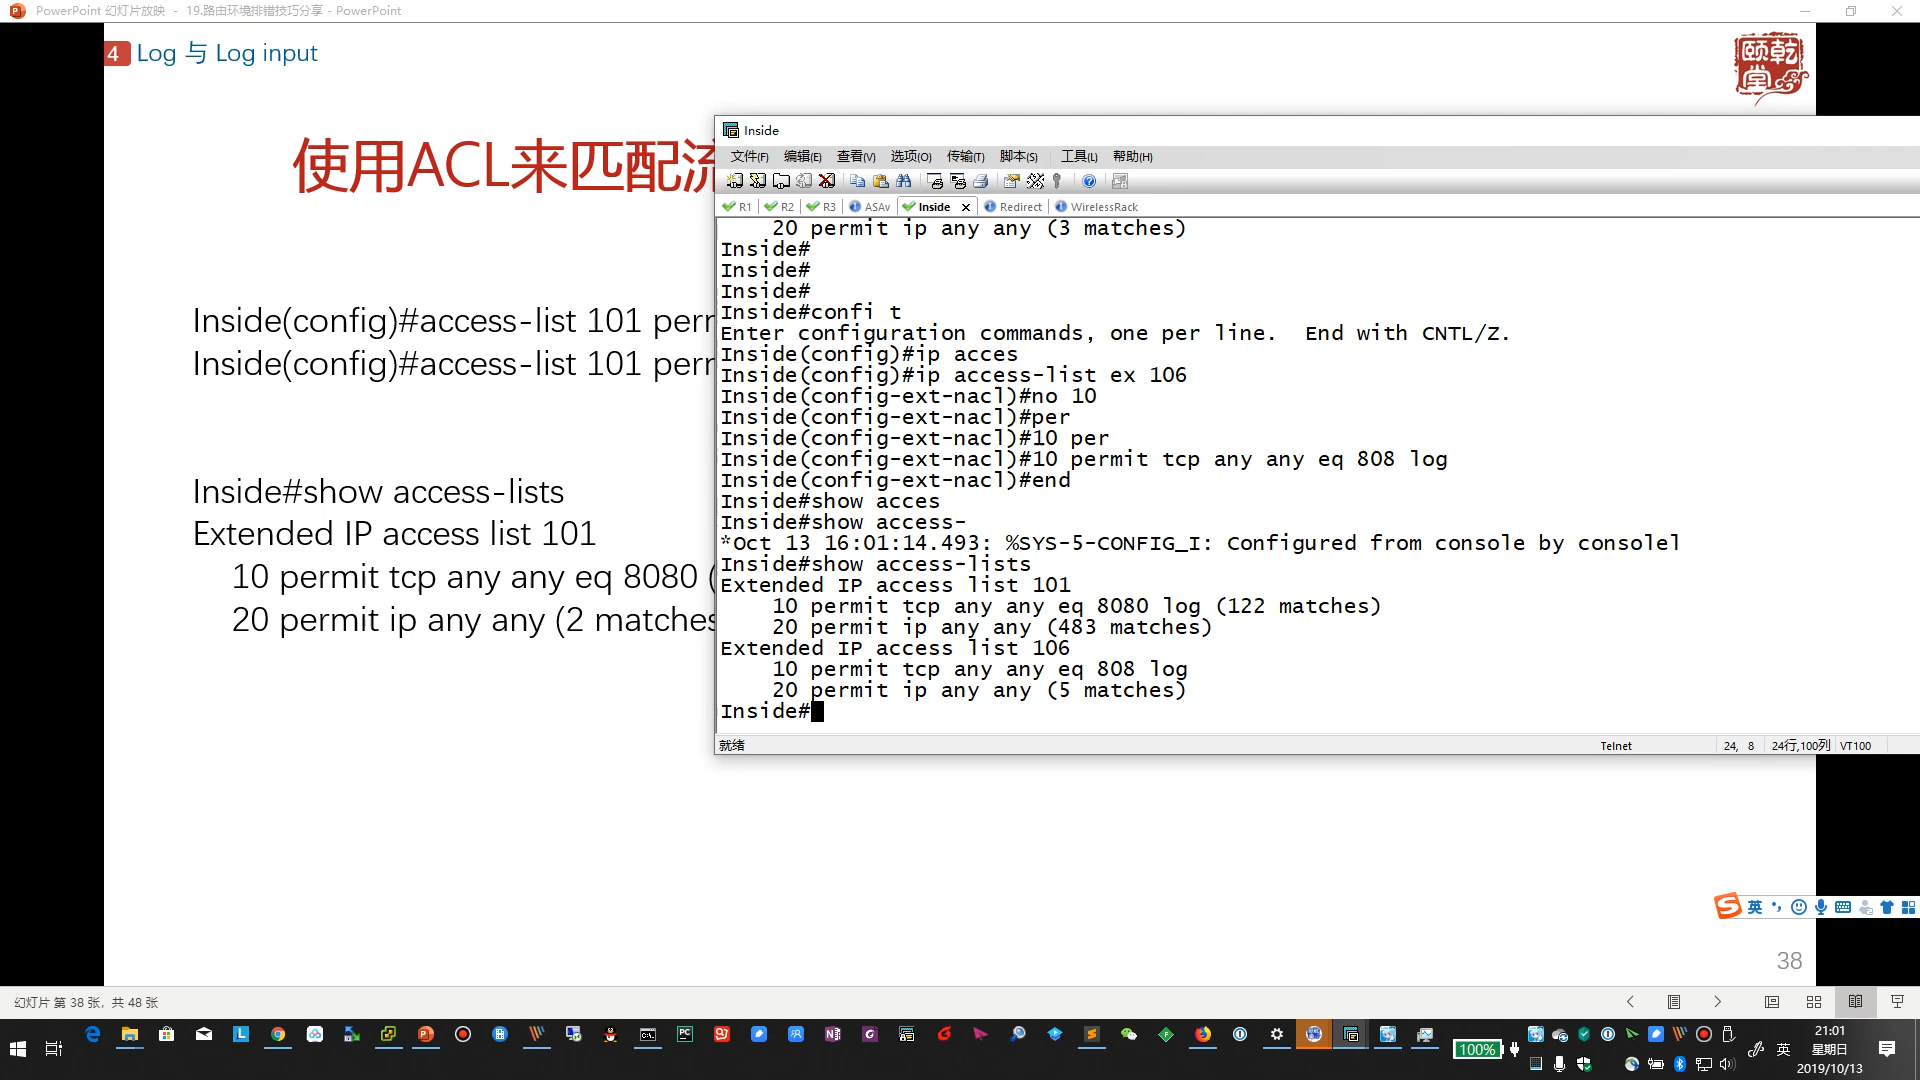 PowerPoint 幻灯片放映 - 19.路由环境排错技巧分享 - PowerPoint
4 Log 与 Log input
颐乾堂
使用ACL来匹配流
Inside(config)#access-list 101 perm
Inside(config)#access-list 101 perm
Inside#show access-lists
Extended IP access list 101
10 permit tcp any any eq 8080 (
20 permit ip any any (2 matches
Inside
文件(F) 编辑(E) 查看(V) 选项(O) 传输(T) 脚本(S) 工具(L) 帮助(H)
R1 R2 R3 ASAv Inside Redirect WirelessRack
20 permit ip any any (3 matches)
Inside#
Inside#
Inside#
Inside#confi t
Enter configuration commands, one per line. End with CNTL/Z.
Inside(config)#ip acces
Inside(config)#ip access-list ex 106
Inside(config-ext-nacl)#no 10
Inside(config-ext-nacl)#per
Inside(config-ext-nacl)#10 per
Inside(config-ext-nacl)#10 permit tcp any any eq 808 log
Inside(config-ext-nacl)#end
Inside#show acces
Inside#show access-
*Oct 13 16:01:14.493: %SYS-5-CONFIG_I: Configured from console by consolel
Inside#show access-lists
Extended IP access list 101
10 permit tcp any any eq 8080 log (122 matches)
20 permit ip any any (483 matches)
Extended IP access list 106
10 permit tcp any any eq 808 log
20 permit ip any any (5 matches)
Inside#
就绪 Telnet 24, 8 24行,100列 VT100
英
38
幻灯片 第 38 张，共 48 张
100%
英
21:01
星期日
2019/10/13